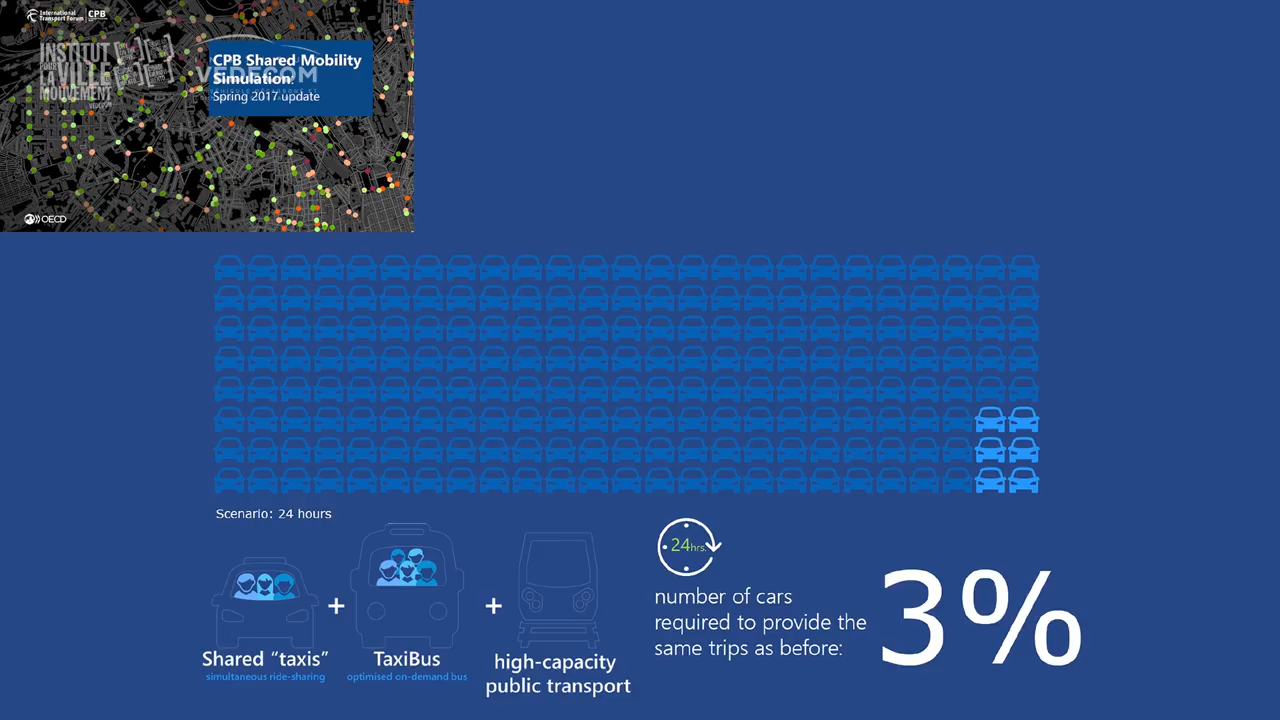 International
Transport Forum
CPB
INSTITUT
POUR
LA VILLE
MOUVEMENT
VEDECOM
VEDECOM
CPB Shared Mobility
Simulation:
Spring 2017 update
OECD
Scenario: 24 hours
24hrs.
number of cars
required to provide the
same trips as before:
3%
+
+
Shared “taxis”
simultaneous ride-sharing
TaxiBus
optimised on-demand bus
high-capacity
public transport